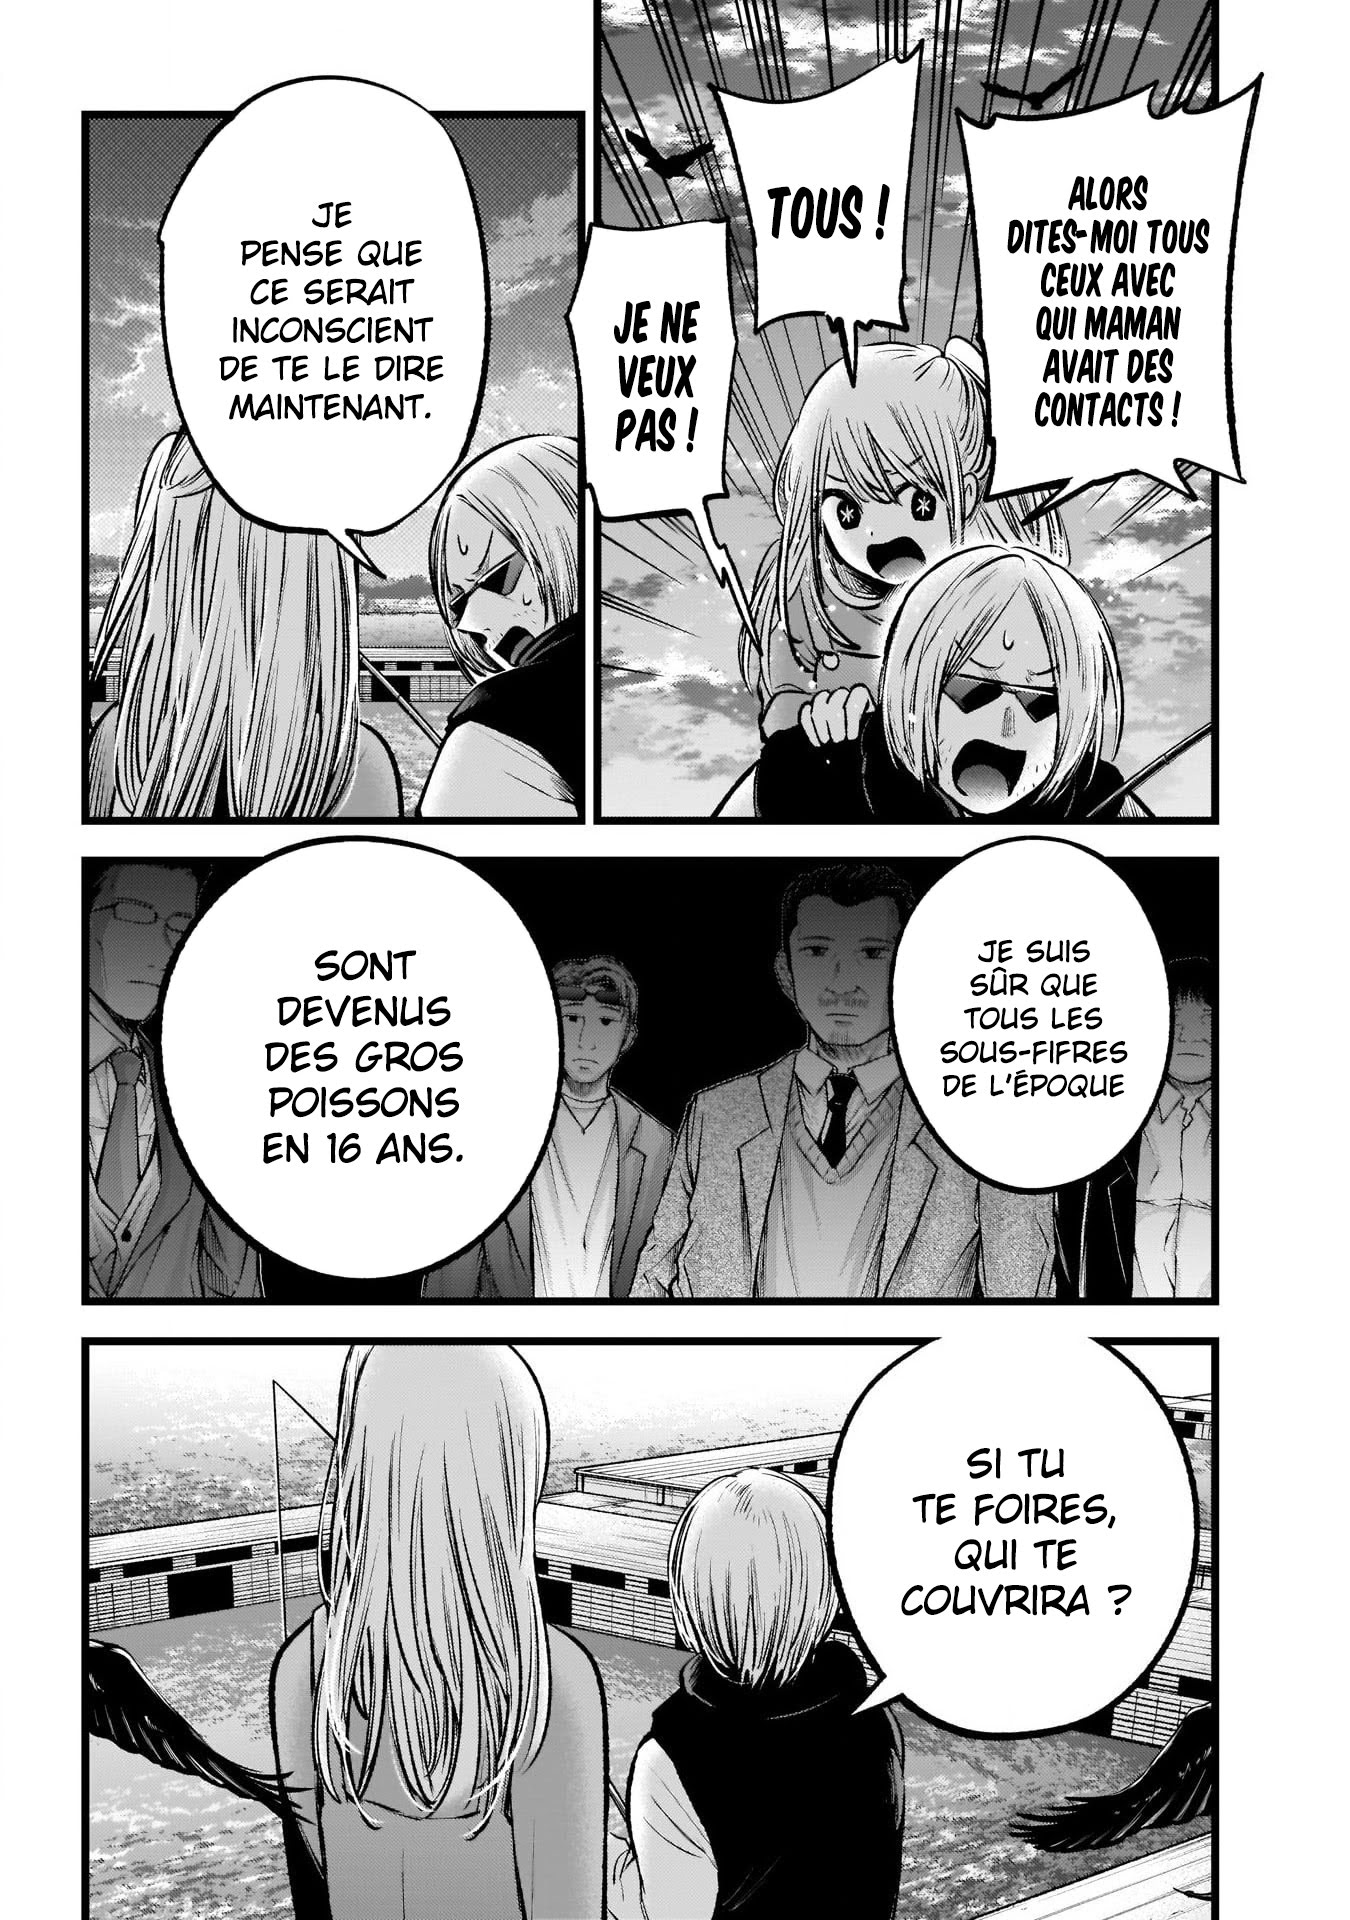 ALORS
DITES-MOI TOUS
CEUX AVEC
QUI MAMAN
AVAIT DES
CONTACTS !
TOUS !
JE NE
VEUX
PAS !
JE
PENSE QUE
CE SERAIT
INCONSCIENT
DE TE LE DIRE
MAINTENANT.
JE SUIS
SÛR QUE
TOUS LES
SOUS-FIFRES
DE L'ÉPOQUE
SONT
DEVENUS
DES GROS
POISSONS
EN 16 ANS.
SI TU
TE FOIRES,
QUI TE
COUVRIRA ?